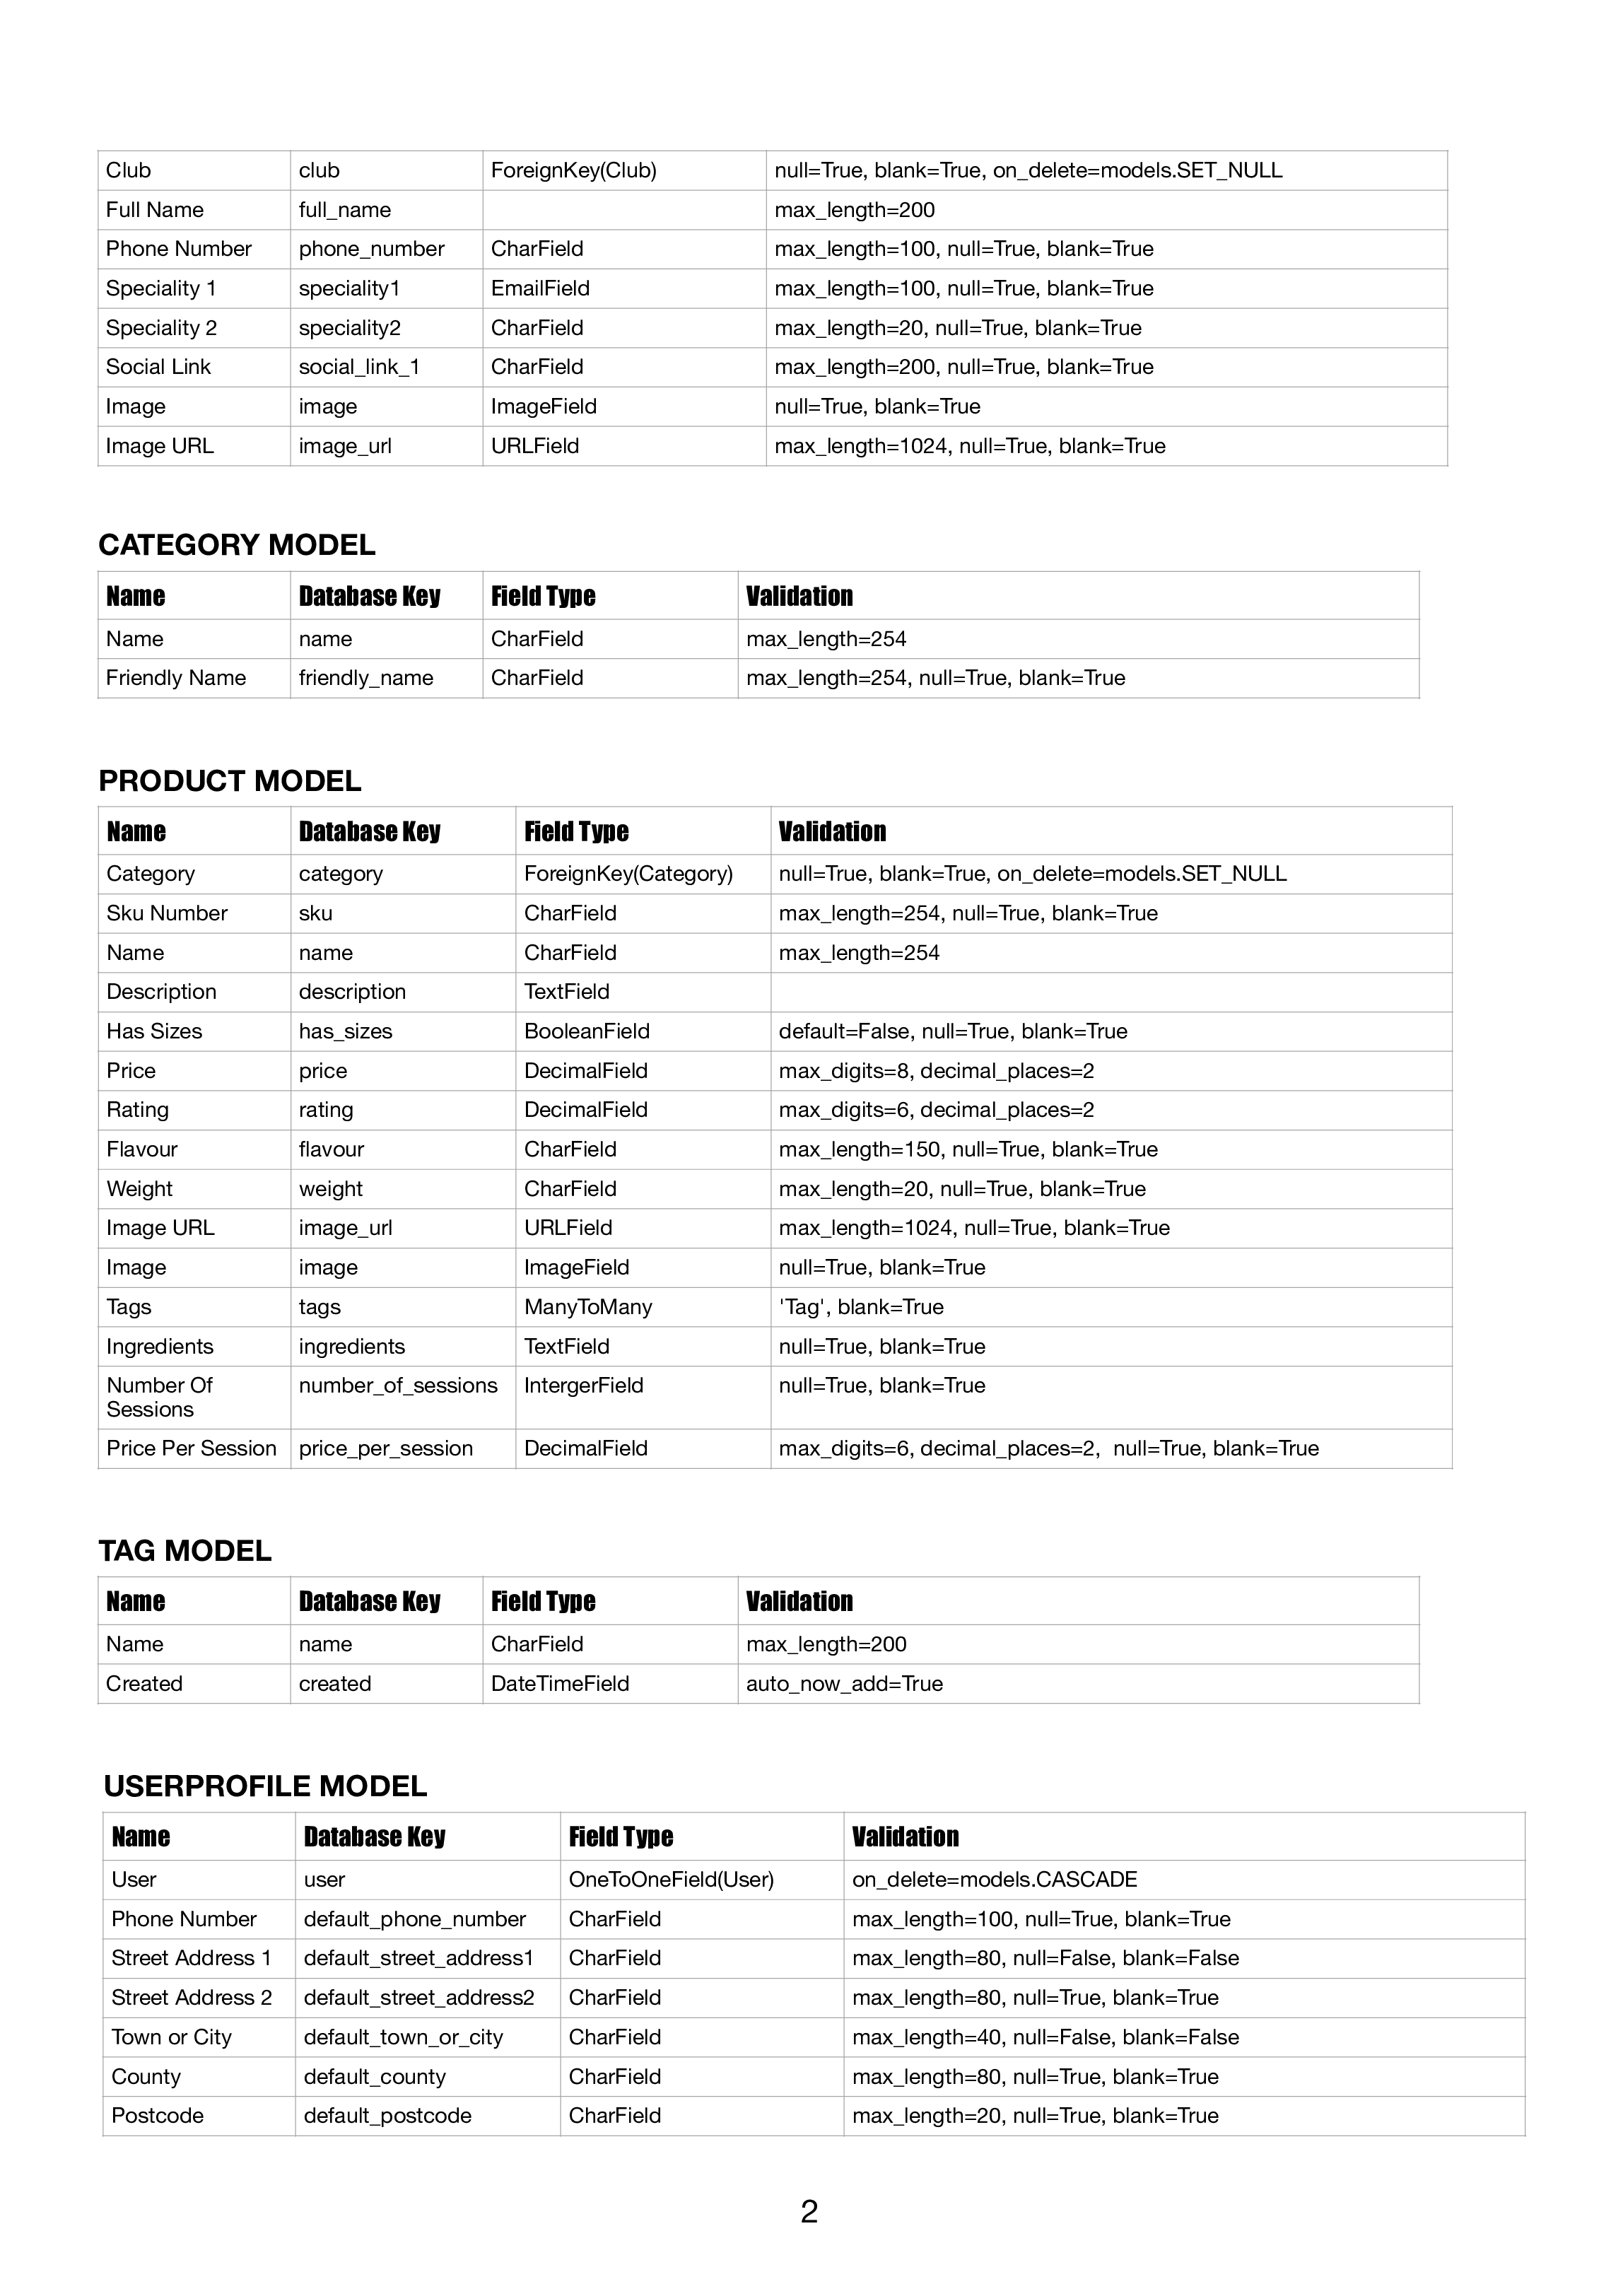 Club club ForeignKey(Club) null=True, blank=True, on_delete=models.SET_NULL
Full Name full_name max_length=200
Phone Number phone_number CharField max_length=100, null=True, blank=True
Speciality 1 speciality1 EmailField max_length=100, null=True, blank=True
Speciality 2 speciality2 CharField max_length=20, null=True, blank=True
Social Link social_link_1 CharField max_length=200, null=True, blank=True
Image image ImageField null=True, blank=True
Image URL image_url URLField max_length=1024, null=True, blank=True
CATEGORY MODEL
Name Database Key Field Type Validation
Name name CharField max_length=254
Friendly Name friendly_name CharField max_length=254, null=True, blank=True
PRODUCT MODEL
Name Database Key Field Type Validation
Category category ForeignKey(Category) null=True, blank=True, on_delete=models.SET_NULL
Sku Number sku CharField max_length=254, null=True, blank=True
Name name CharField max_length=254
Description description TextField
Has Sizes has_sizes BooleanField default=False, null=True, blank=True
Price price DecimalField max_digits=8, decimal_places=2
Rating rating DecimalField max_digits=6, decimal_places=2
Flavour flavour CharField max_length=150, null=True, blank=True
Weight weight CharField max_length=20, null=True, blank=True
Image URL image_url URLField max_length=1024, null=True, blank=True
Image image ImageField null=True, blank=True
Tags tags ManyToMany 'Tag', blank=True
Ingredients ingredients TextField null=True, blank=True
Number Of number_of_sessions IntergerField null=True, blank=True
Sessions
Price Per Session price_per_session DecimalField max_digits=6, decimal_places=2, null=True, blank=True
TAG MODEL
Name Database Key Field Type Validation
Name name CharField max_length=200
Created created DateTimeField auto_now_add=True
USERPROFILE MODEL
Name Database Key Field Type Validation
User user OneToOneField(User) on_delete=models.CASCADE
Phone Number default_phone_number CharField max_length=100, null=True, blank=True
Street Address 1 default_street_address1 CharField max_length=80, null=False, blank=False
Street Address 2 default_street_address2 CharField max_length=80, null=True, blank=True
Town or City default_town_or_city CharField max_length=40, null=False, blank=False
County default_county CharField max_length=80, null=True, blank=True
Postcode default_postcode CharField max_length=20, null=True, blank=True
2